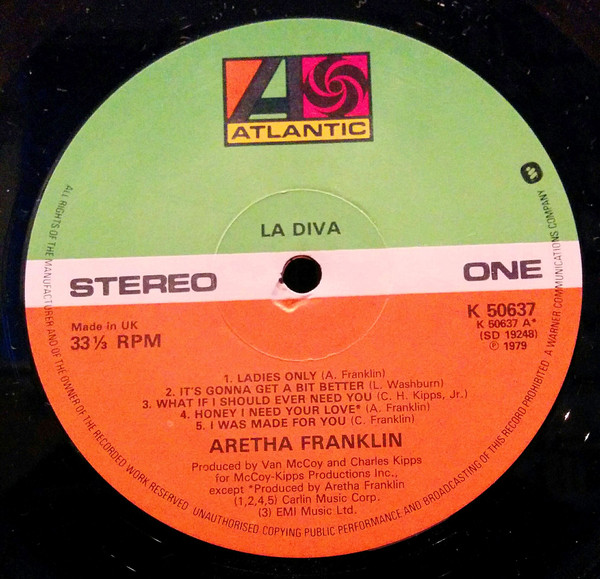 ATLANTIC
LA DIVA
STEREO
ONE
Made in UK
33⅓ RPM
K 50637
K 50637 A*
(SD 19248)
℗ 1979
1. LADIES ONLY (A. Franklin)
2. IT'S GONNA GET A BIT BETTER (L. Washburn)
3. WHAT IF I SHOULD EVER NEED YOU (C. H. Kipps, Jr.)
4. HONEY I NEED YOUR LOVE* (A. Franklin)
5. I WAS MADE FOR YOU (C. Franklin)
ARETHA FRANKLIN
Produced by Van McCoy and Charles Kipps
for McCoy-Kipps Productions Inc.,
except *Produced by Aretha Franklin
(1,2,4,5) Carlin Music Corp.
(3) EMI Music Ltd.
ALL RIGHTS OF THE MANUFACTURER AND OF THE OWNER OF THE RECORDED WORK RESERVED. UNAUTHORISED COPYING PUBLIC PERFORMANCE AND BROADCASTING OF THIS RECORD PROHIBITED. A WARNER COMMUNICATIONS COMPANY